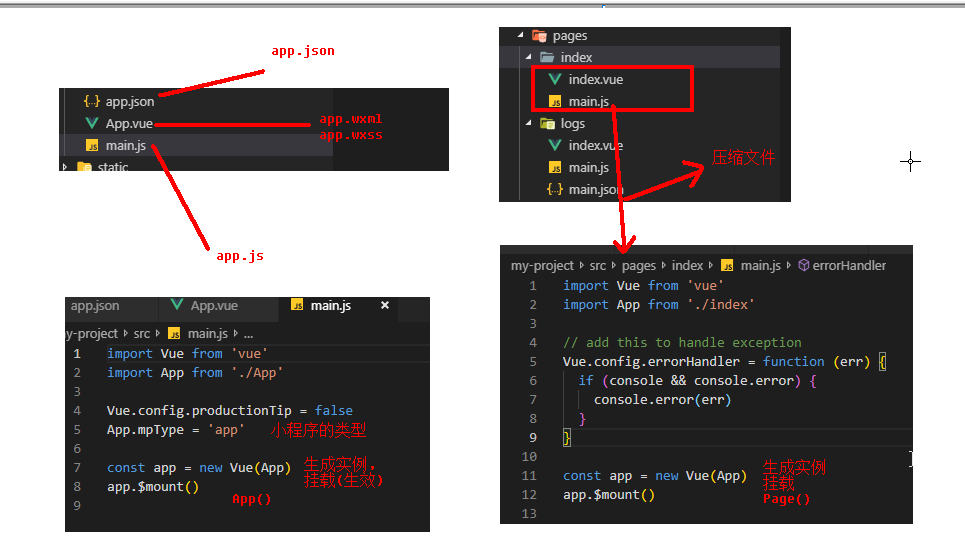 app.json
{..} app.json
App.vue
app.wxml
app.wxss
JS main.js
static
app.js
pages
index
index.vue
JS main.js
logs
index.vue
JS main.js
{..} main.json
压缩文件
app.json App.vue JS main.js ×
y-project > src > JS main.js > ...
1 import Vue from 'vue'
2 import App from './App'
3
4 Vue.config.productionTip = false
5 App.mpType = 'app' 小程序的类型
6
7 const app = new Vue(App) 生成实例,
8 app.$mount() 挂载(生效)
9
App()
my-project > src > pages > index > JS main.js > errorHandler
1 import Vue from 'vue'
2 import App from './index'
3
4 // add this to handle exception
5 Vue.config.errorHandler = function (err) {
6 if (console && console.error) {
7 console.error(err)
8 }
9 }
10
11 const app = new Vue(App) 生成实例
12 app.$mount() 挂载
Page()
13